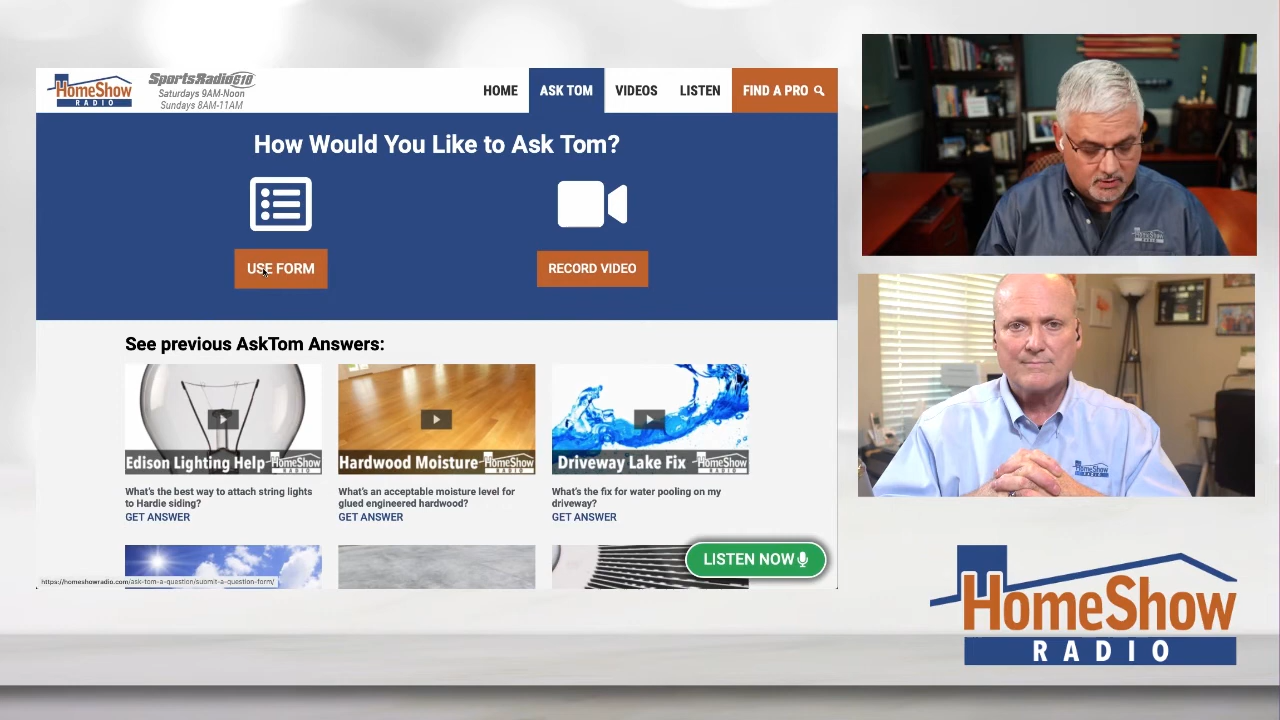 HomeShow
RADIO
SportsRadio610
Saturdays 9AM-Noon
Sundays 8AM-11AM
HOME
ASK TOM
VIDEOS
LISTEN
FIND A PRO
How Would You Like to Ask Tom?
USE FORM
RECORD VIDEO
See previous AskTom Answers:
Edison Lighting Help
HomeShow
RADIO
Hardwood Moisture
HomeShow
RADIO
Driveway Lake Fix
HomeShow
RADIO
What's the best way to attach string lights
to Hardie siding?
GET ANSWER
What's an acceptable moisture level for
glued engineered hardwood?
GET ANSWER
What's the fix for water pooling on my
driveway?
GET ANSWER
LISTEN NOW
https://homeshowradio.com/ask-tom-a-question/submit-a-question-form/
HomeShow
HomeShow
HomeShow
RADIO